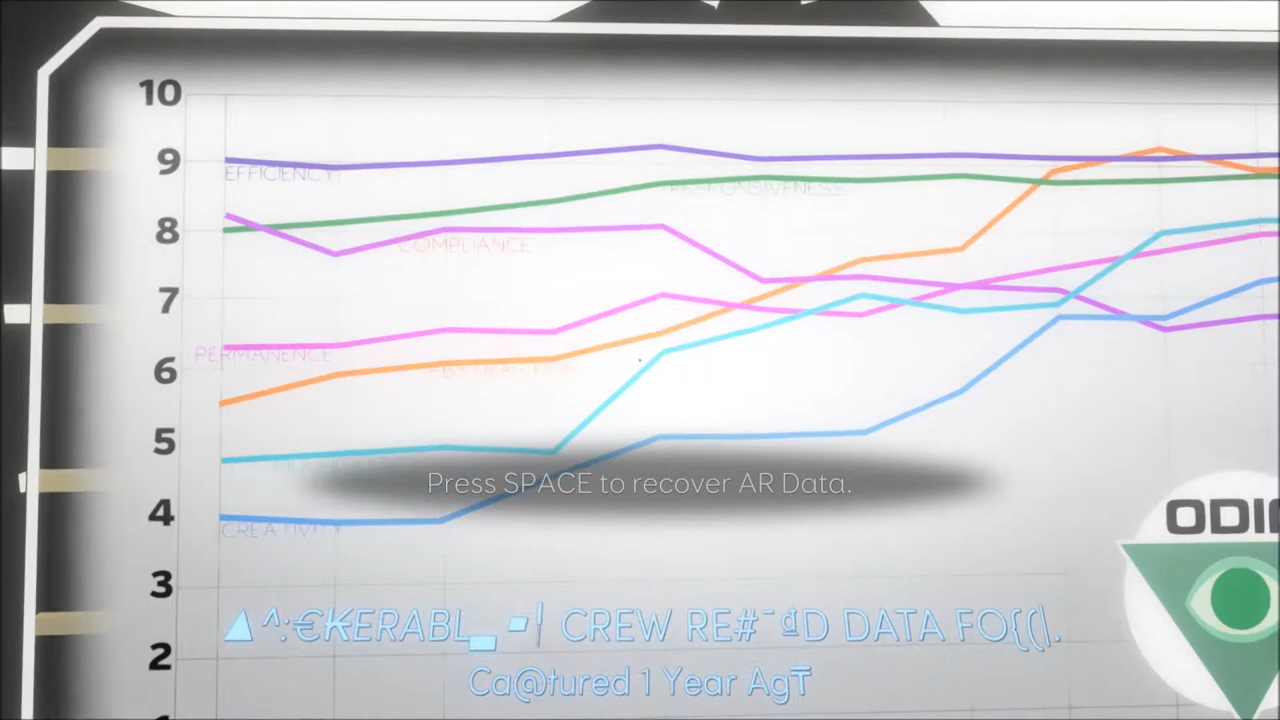 10
9
EFFICIENCY
RESPONSIVENESS
8
COMPLIANCE
7
PERMANENCE
6
5
Press SPACE to recover AR Data.
4
CREATIVITY
ODI
3
▲^:€₭ERABL▂▰| CREW RE#¯₫D DATA FO{(|.
2
Ca@tured 1 Year Ag₸